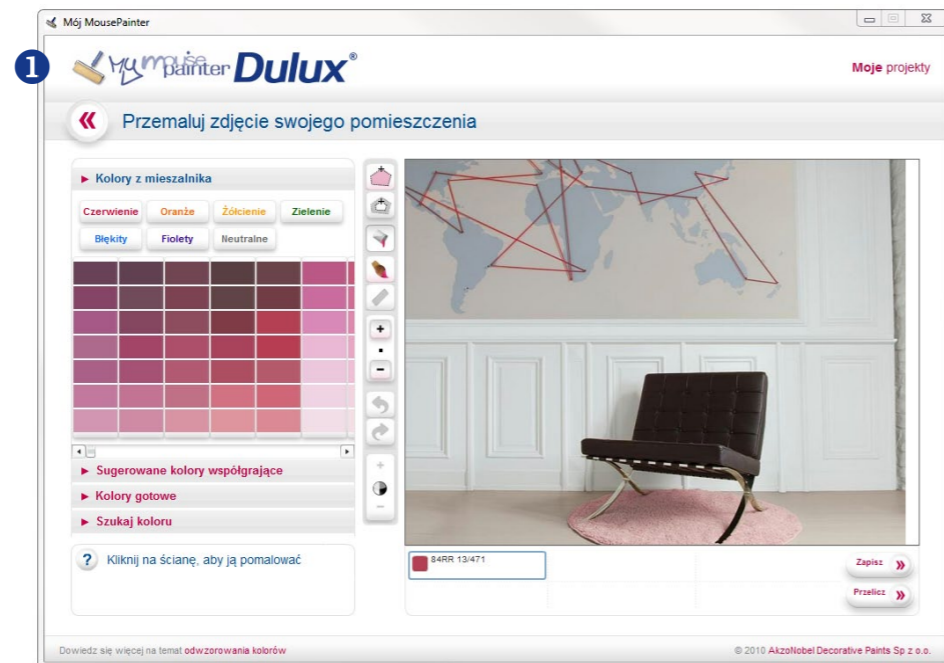 Mój MousePainter
1
My mouse painter Dulux®
Moje projekty
Przemaluj zdjęcie swojego pomieszczenia
Kolory z mieszalnika
Czerwienie Oranże Żółcienie Zielenie
Błękity Fiolety Neutralne
Sugerowane kolory współgrające
Kolory gotowe
Szukaj koloru
? Kliknij na ścianę, aby ją pomalować
84RR 13/471
Zapisz
Przelicz
Dowiedz się więcej na temat odwzorowania kolorów
© 2010 AkzoNobel Decorative Paints Sp z o.o.